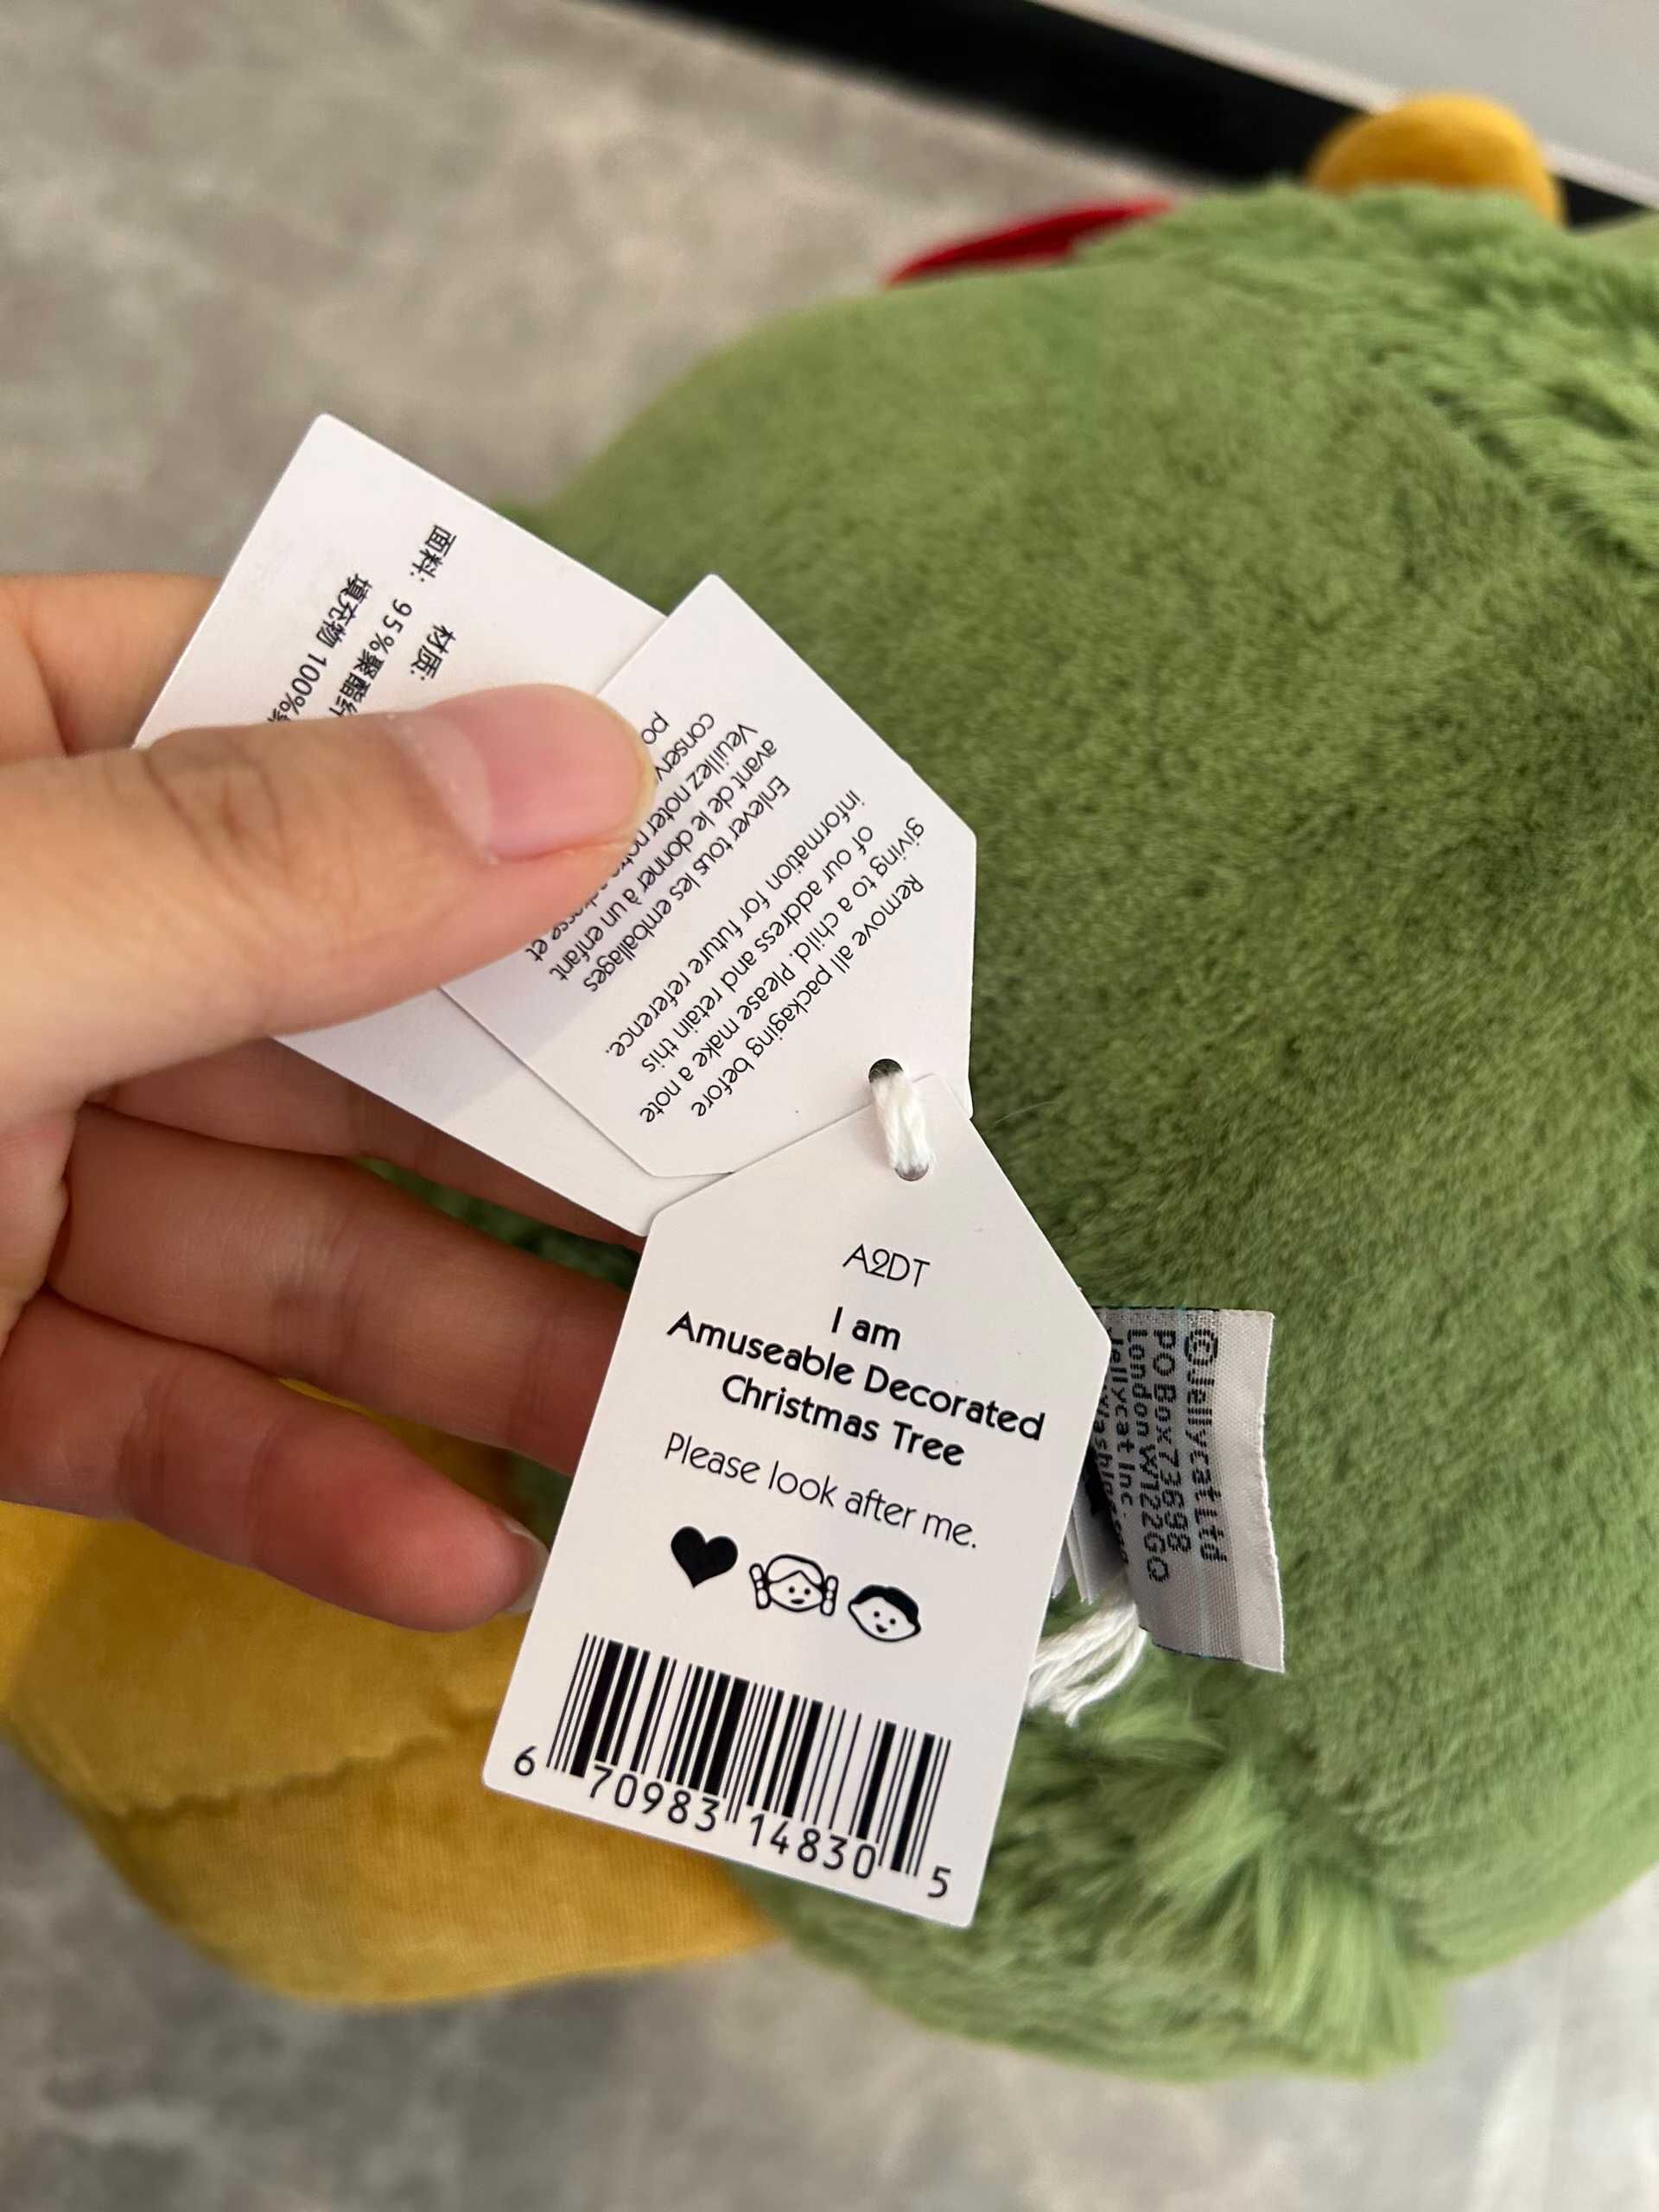 A2DT
I am
Amuseable Decorated
Christmas Tree
Please look after me.
6 70983 14830 5
Remove all packaging before
giving to a child. Please make a note
of our address and retain this
information for future reference.
Enlever tous les emballages
avant de le donner à un enfant
Veuillez noter et
conserv
po
材质:
面料: 95%聚酯纤
填充物 100%
©Jellycat Ltd
PO Box 73698
London W12 2GQ
Jellycat Inc